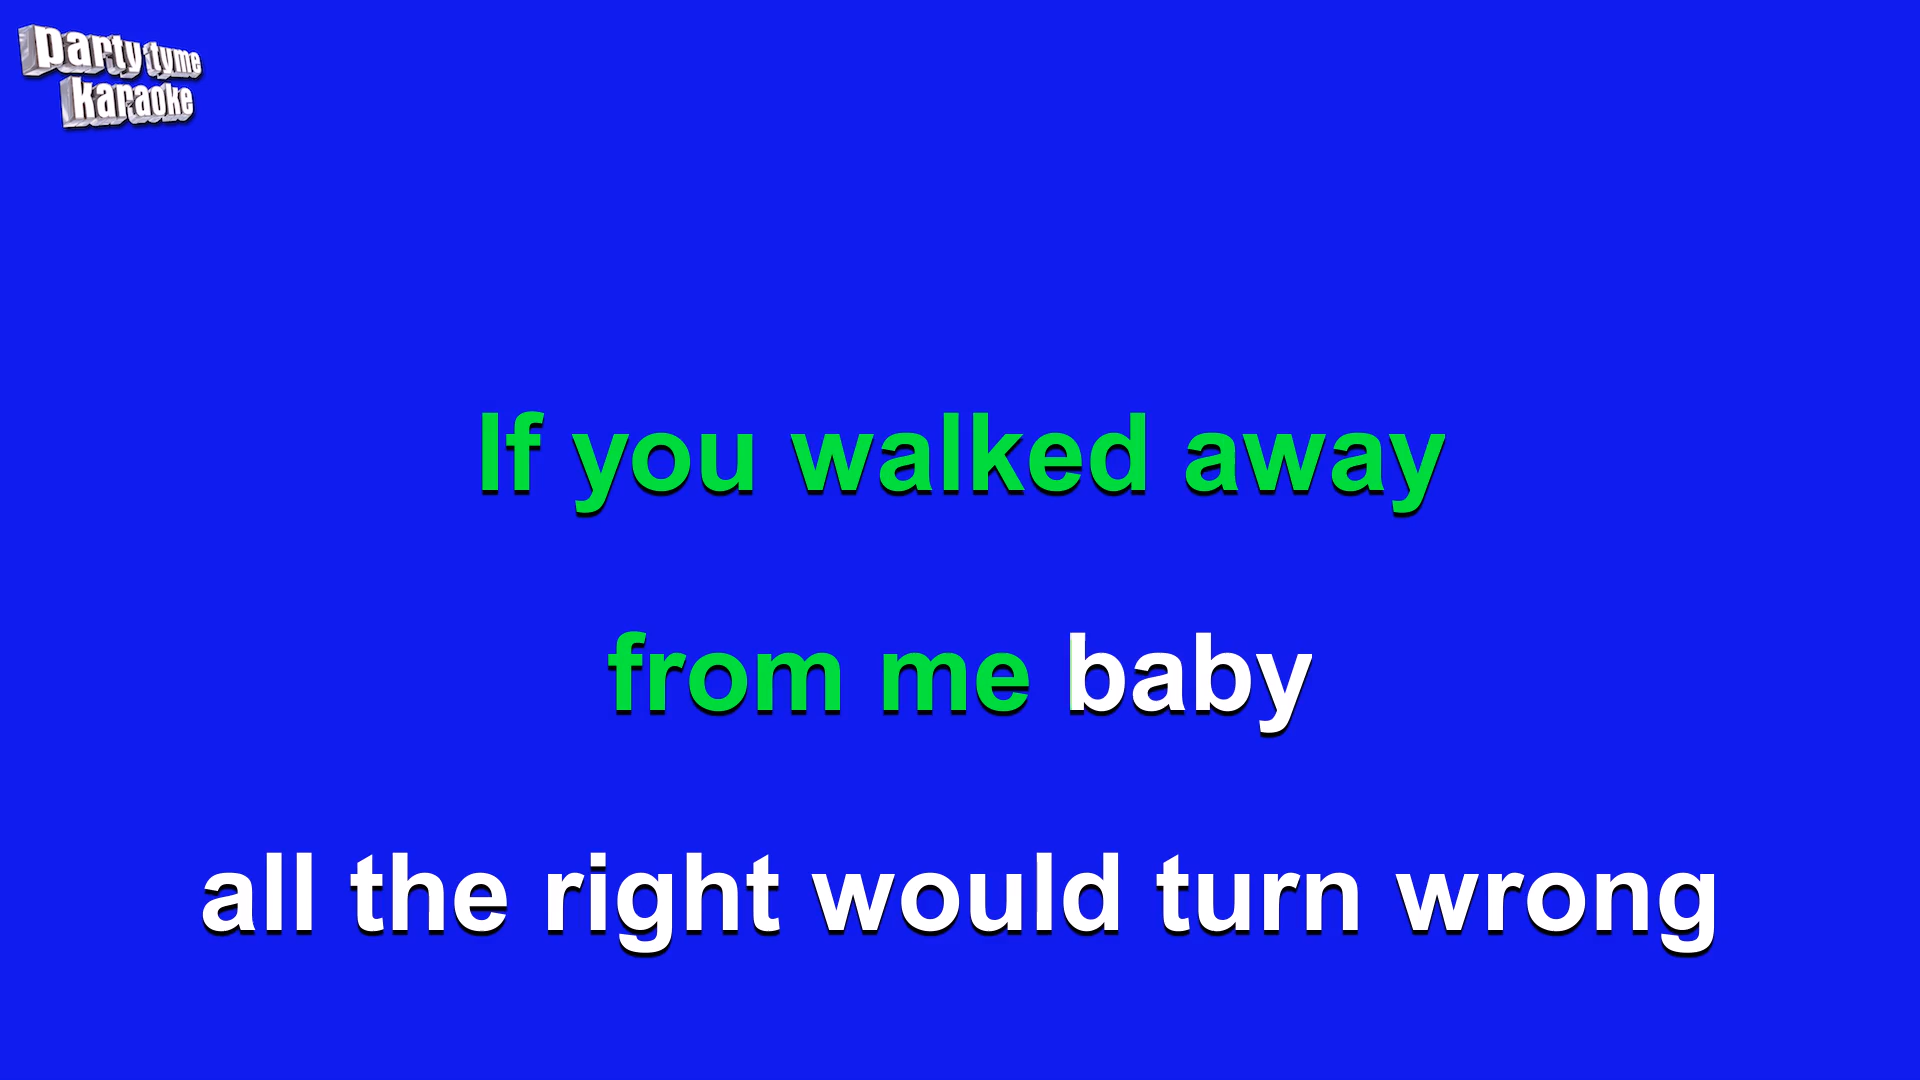 party tyme
karaoke
If you walked away
from me baby
all the right would turn wrong